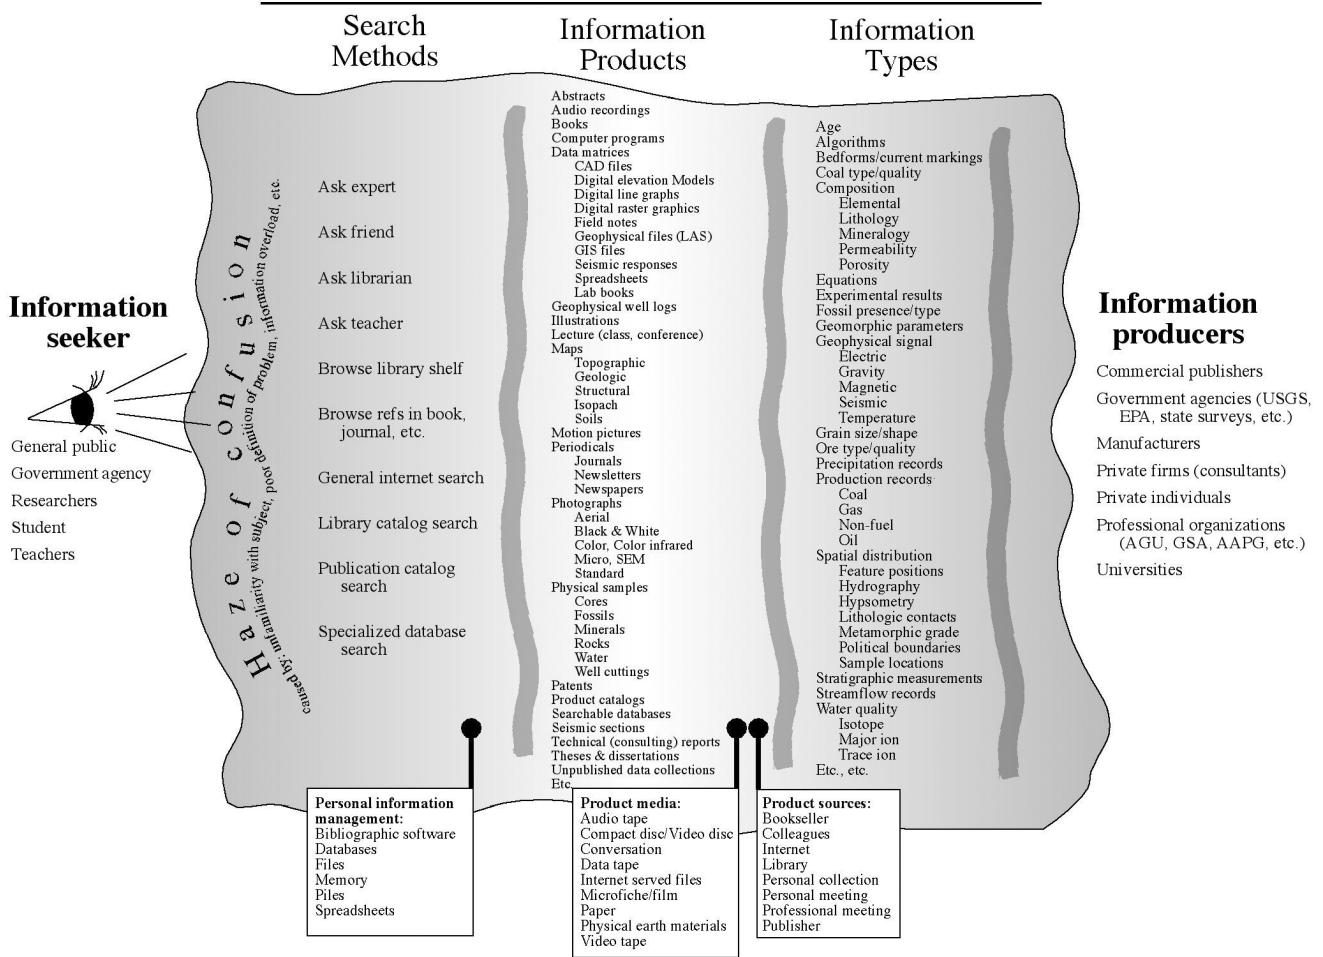 Search
Methods
Information
Products
Information
Types
Information
seeker
General public
Government agency
Researchers
Student
Teachers
Haze of confusion
caused by: unfamiliarity with subject, poor definition of problem, information overload, etc.
Ask expert
Ask friend
Ask librarian
Ask teacher
Browse library shelf
Browse refs in book,
journal, etc.
General internet search
Library catalog search
Publication catalog
search
Specialized database
search
Abstracts
Audio recordings
Books
Computer programs
Data matrices
CAD files
Digital elevation Models
Digital line graphs
Digital raster graphics
Field notes
Geophysical files (LAS)
GIS files
Seismic responses
Spreadsheets
Lab books
Geophysical well logs
Illustrations
Lecture (class, conference)
Maps
Topographic
Geologic
Structural
Isopach
Soils
Motion pictures
Periodicals
Journals
Newsletters
Newspapers
Photographs
Aerial
Black & White
Color, Color infrared
Micro, SEM
Standard
Physical samples
Cores
Fossils
Minerals
Rocks
Water
Well cuttings
Patents
Product catalogs
Searchable databases
Seismic sections
Technical (consulting) reports
Theses & dissertations
Unpublished data collections
Etc.
Age
Algorithms
Bedforms/current markings
Coal type/quality
Composition
Elemental
Lithology
Mineralogy
Permeability
Porosity
Equations
Experimental results
Fossil presence/type
Geomorphic parameters
Geophysical signal
Electric
Gravity
Magnetic
Seismic
Temperature
Grain size/shape
Ore type/quality
Precipitation records
Production records
Coal
Gas
Non-fuel
Oil
Spatial distribution
Feature positions
Hydrography
Hypsometry
Lithologic contacts
Metamorphic grade
Political boundaries
Sample locations
Stratigraphic measurements
Streamflow records
Water quality
Isotope
Major ion
Trace ion
Etc., etc.
Information
producers
Commercial publishers
Government agencies (USGS,
EPA, state surveys, etc.)
Manufacturers
Private firms (consultants)
Private individuals
Professional organizations
(AGU, GSA, AAPG, etc.)
Universities
Personal information
management:
Bibliographic software
Databases
Files
Memory
Piles
Spreadsheets
Product media:
Audio tape
Compact disc/Video disc
Conversation
Data tape
Internet served files
Microfiche/film
Paper
Physical earth materials
Video tape
Product sources:
Bookseller
Colleagues
Internet
Library
Personal collection
Personal meeting
Professional meeting
Publisher